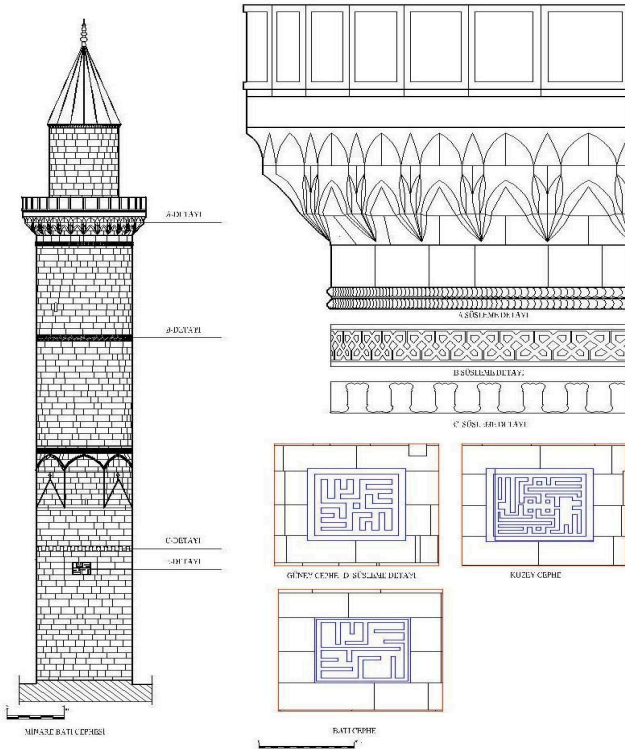 A-DETAYI
B-DETAYI
C-DETAYI
MİNARE BATI CEPHESİ
A SÜSLEME DETAYI
B SÜSLEME DETAYI
C SÜSLEME DETAYI
GÜNEY CEPHE D SÜSLEME DETAYI
KUZEY CEPHE
BATI CEPHE